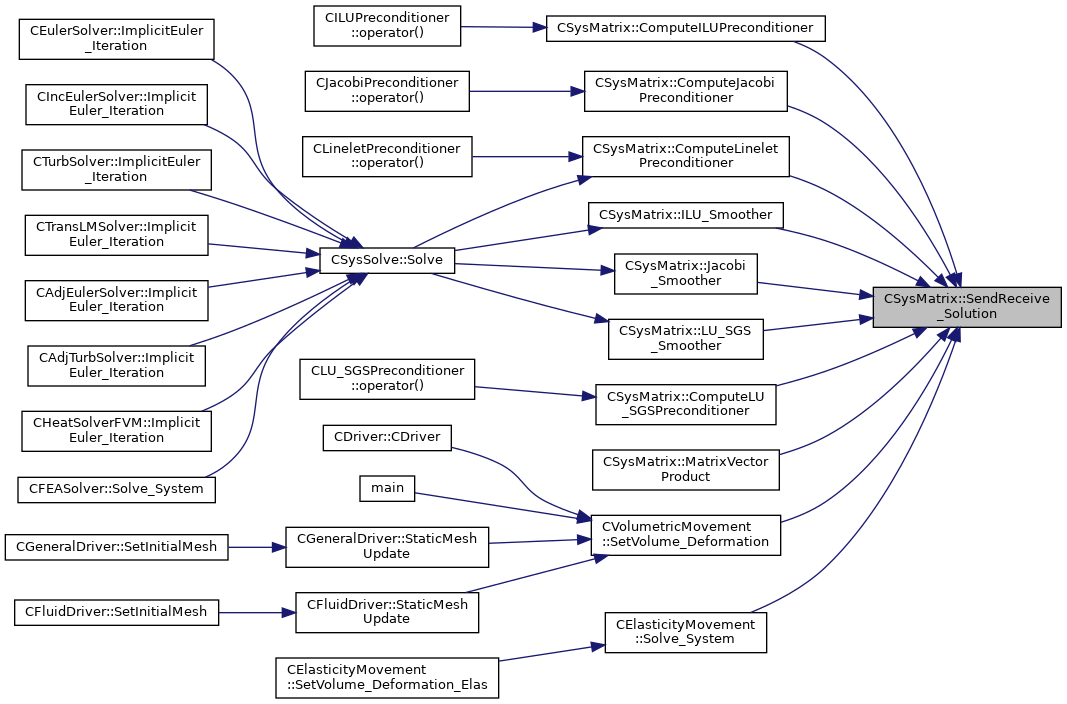 CILUPreconditioner
::operator()
CSysMatrix::ComputeILUPreconditioner
CEulerSolver::ImplicitEuler
_Iteration
CJacobiPreconditioner
::operator()
CSysMatrix::ComputeJacobi
Preconditioner
CIncEulerSolver::Implicit
Euler_Iteration
CLineletPreconditioner
::operator()
CSysMatrix::ComputeLinelet
Preconditioner
CTurbSolver::ImplicitEuler
_Iteration
CSysMatrix::ILU_Smoother
CTransLMSolver::Implicit
Euler_Iteration
CSysSolve::Solve
CSysMatrix::Jacobi
_Smoother
CAdjEulerSolver::Implicit
Euler_Iteration
CSysMatrix::SendReceive
_Solution
CSysMatrix::LU_SGS
_Smoother
CAdjTurbSolver::Implicit
Euler_Iteration
CLU_SGSPreconditioner
::operator()
CSysMatrix::ComputeLU
_SGSPreconditioner
CHeatSolverFVM::Implicit
Euler_Iteration
CDriver::CDriver
CSysMatrix::MatrixVector
Product
CFEASolver::Solve_System
main
CVolumetricMovement
::SetVolume_Deformation
CGeneralDriver::SetInitialMesh
CGeneralDriver::StaticMesh
Update
CFluidDriver::SetInitialMesh
CFluidDriver::StaticMesh
Update
CElasticityMovement
::Solve_System
CElasticityMovement
::SetVolume_Deformation_Elas